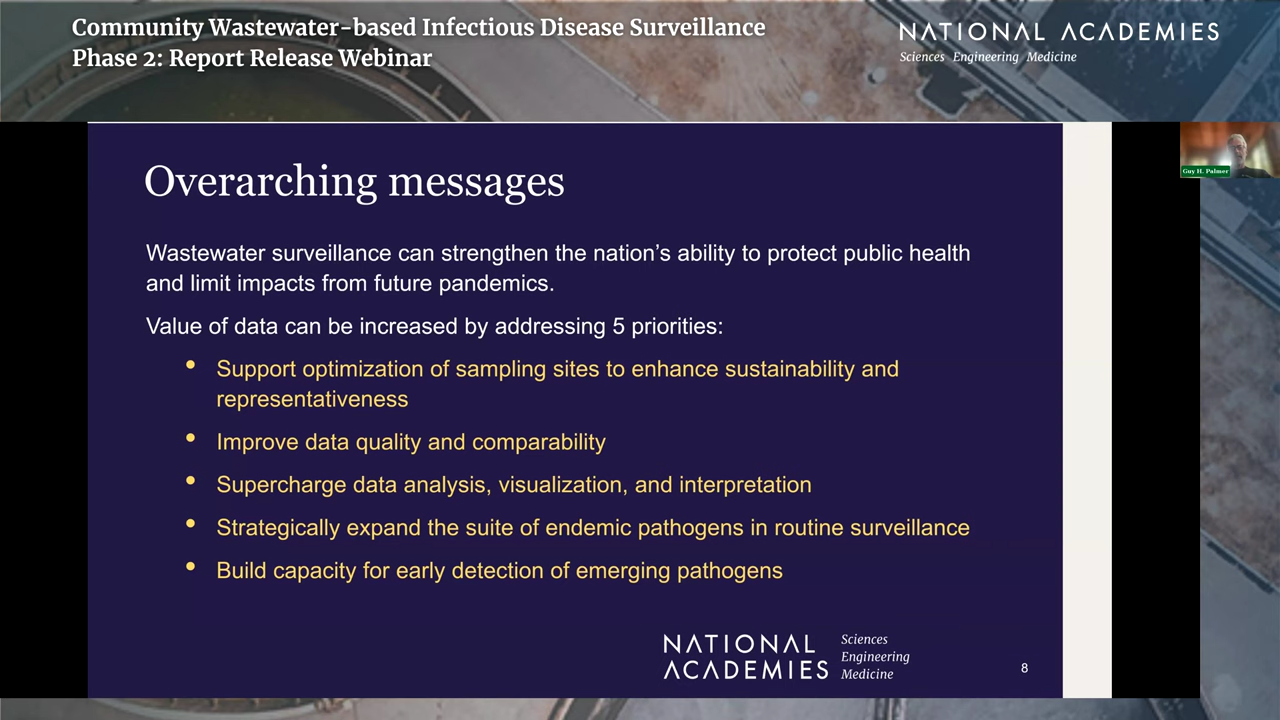 Community Wastewater-based Infectious Disease Surveillance
Phase 2: Report Release Webinar
NATIONAL ACADEMIES
Sciences Engineering Medicine
Guy H. Palmer
Overarching messages
Wastewater surveillance can strengthen the nation’s ability to protect public health
and limit impacts from future pandemics.
Value of data can be increased by addressing 5 priorities:
• Support optimization of sampling sites to enhance sustainability and
representativeness
• Improve data quality and comparability
• Supercharge data analysis, visualization, and interpretation
• Strategically expand the suite of endemic pathogens in routine surveillance
• Build capacity for early detection of emerging pathogens
NATIONAL
ACADEMIES
Sciences
Engineering
Medicine
8